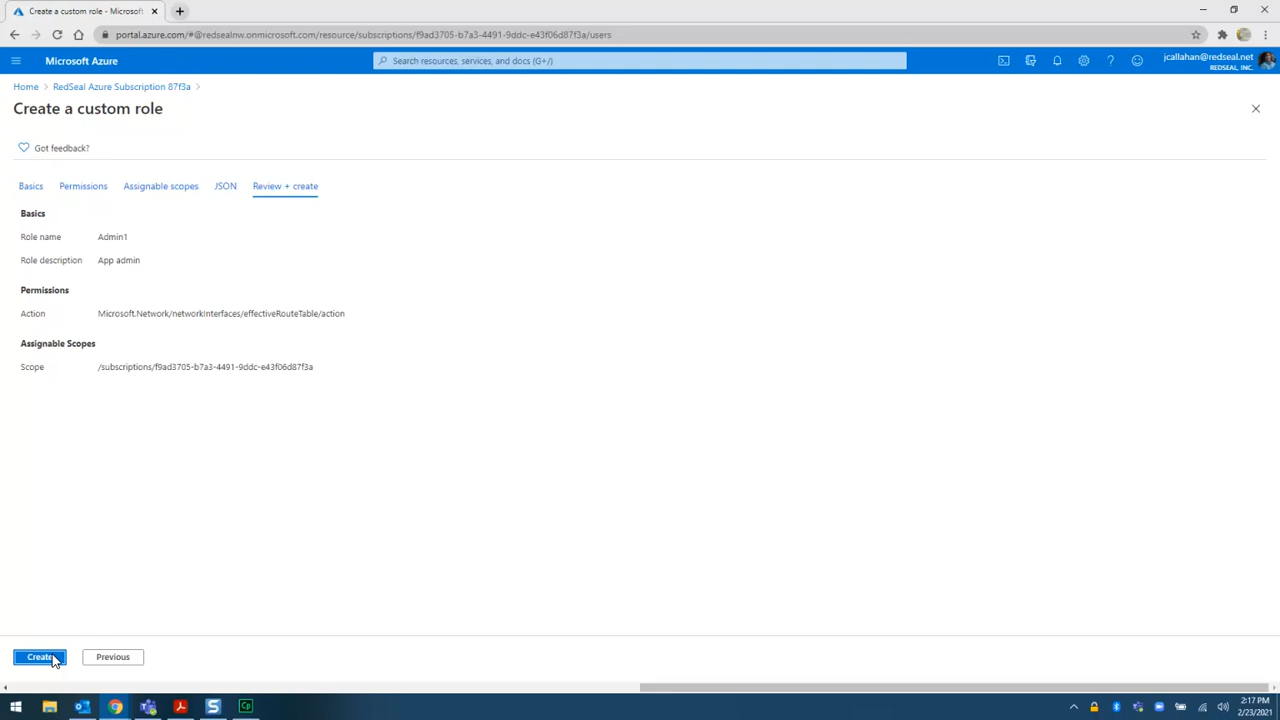 Create a custom role - Microsoft
portal.azure.com/#@redsealnw.onmicrosoft.com/resource/subscriptions/f9ad3705-b7a3-4491-9ddc-e43f06d87f3a/users
Microsoft Azure
Search resources, services, and docs (G+/)
jcallahan@redseal.net
REDSEAL, INC.
Home > RedSeal Azure Subscription 87f3a >
Create a custom role
Got feedback?
Basics Permissions Assignable scopes JSON Review + create
Basics
Role name Admin1
Role description App admin
Permissions
Action Microsoft.Network/networkInterfaces/effectiveRouteTable/action
Assignable Scopes
Scope /subscriptions/f9ad3705-b7a3-4491-9ddc-e43f06d87f3a
Create Previous
2:17 PM
2/23/2021